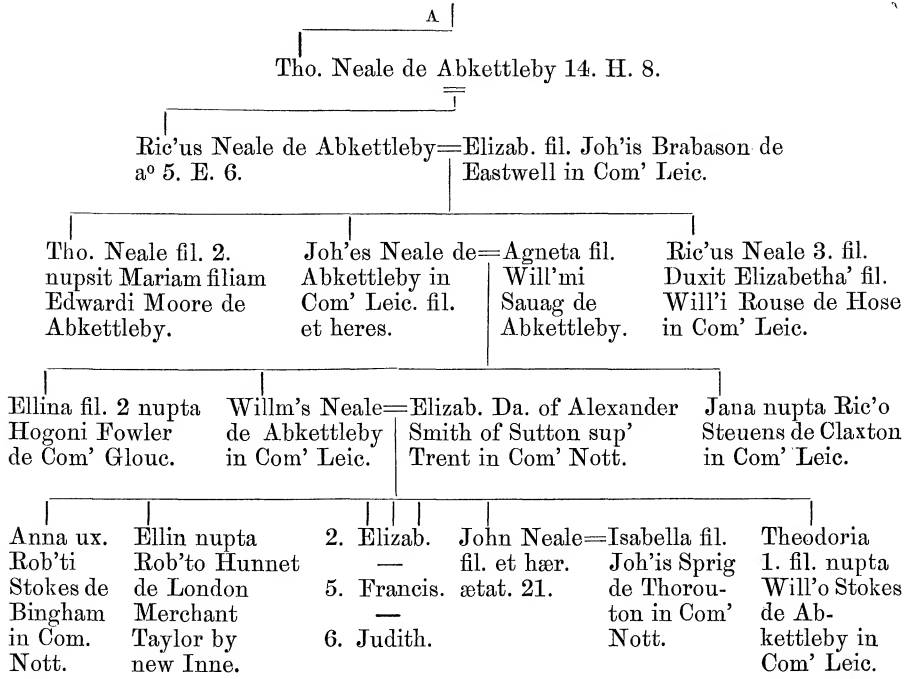 A
Tho. Neale de Abkettleby 14. H. 8.
Ric'us Neale de Abkettleby=Elizab. fil. Joh'is Brabason de
aº 5. E. 6.
Eastwell in Com' Leic.
Tho. Neale fil. 2.
nupsit Mariam filiam
Edwardi Moore de
Abkettleby.
Joh'es Neale de=Agneta fil.
Abkettleby in
Com' Leic. fil.
et heres.
Will'mi
Sauag de
Abkettleby.
Ric'us Neale 3. fil.
Duxit Elizabetha' fil.
Will'i Rouse de Hose
in Com' Leic.
Ellina fil. 2 nupta
Hogoni Fowler
de Com' Glouc.
Willm's Neale=Elizab. Da. of Alexander
de Abkettleby
in Com' Leic.
Smith of Sutton sup'
Trent in Com' Nott.
Jana nupta Ric'o
Steuens de Claxton
in Com' Leic.
Anna ux.
Rob'ti
Stokes de
Bingham
in Com.
Nott.
Ellin nupta
Rob'to Hunnet
de London
Merchant
Taylor by
new Inne.
2. Elizab.
—
5. Francis.
—
6. Judith.
John Neale=Isabella fil.
fil. et hær.
ætat. 21.
Joh'is Sprig
de Thorou-
ton in Com'
Nott.
Theodoria
1. fil. nupta
Will'o Stokes
de Ab-
kettleby in
Com' Leic.